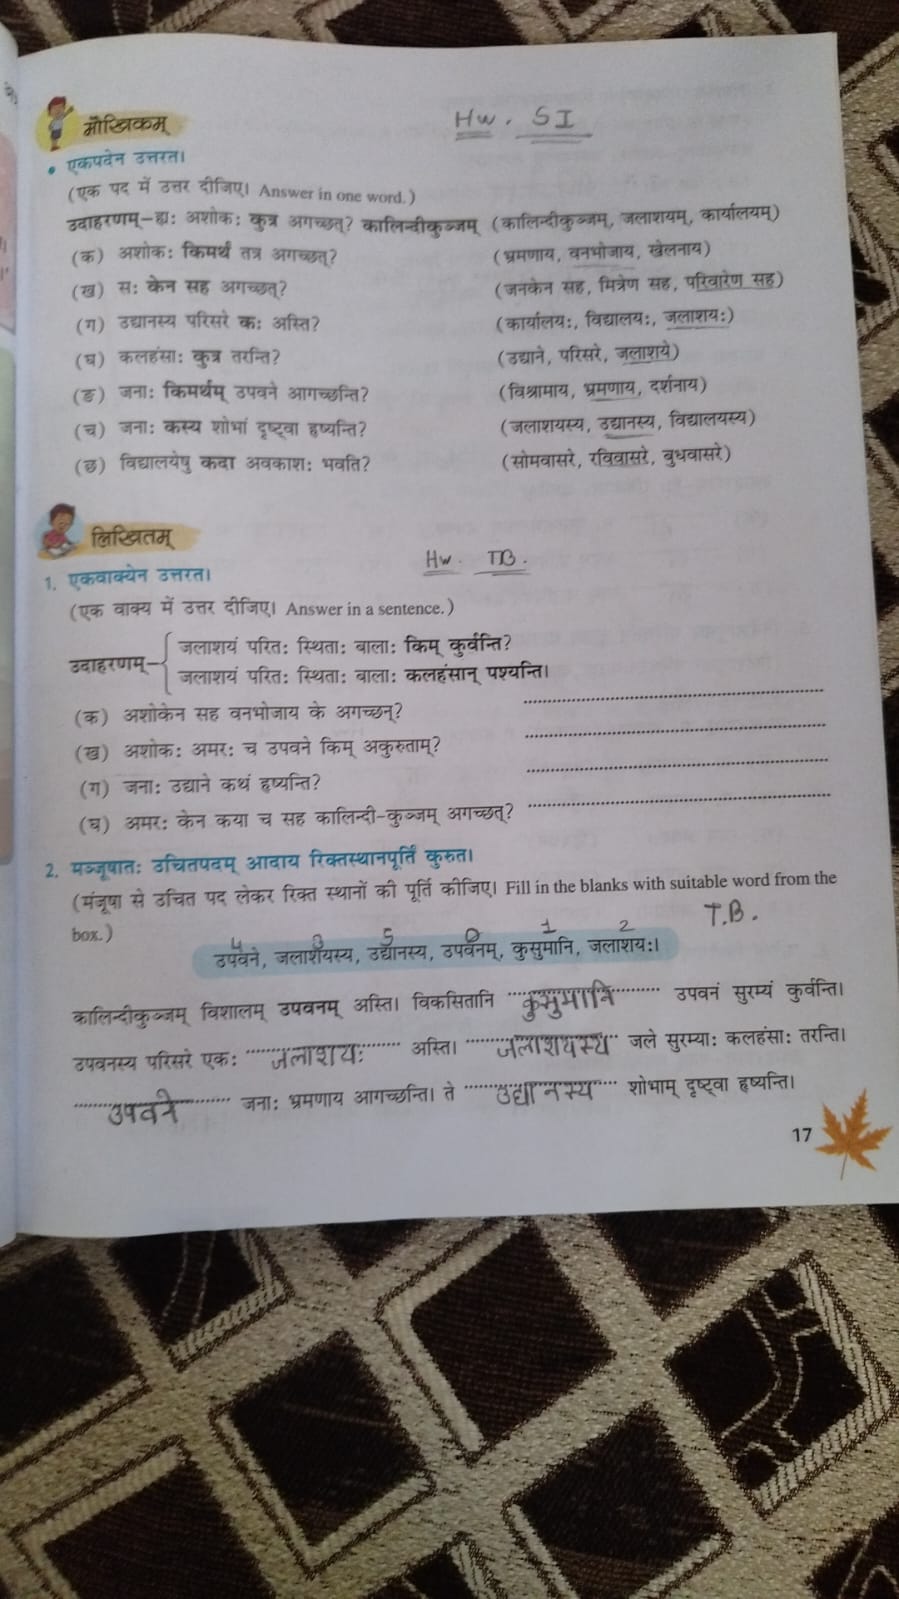 मौखिकम्
Hw. SI
• एकपदेन उत्तरत।
(एक पद में उत्तर दीजिए। Answer in one word.)
उदाहरणम्–ह्यः अशोकः कुत्र अगच्छत्? कालिन्दीकुञ्जम् (कालिन्दीकुञ्जम्, जलाशयम्, कार्यालयम्)
(क) अशोकः किमर्थं तत्र अगच्छत्? (भ्रमणाय, वनभोजाय, खेलनाय)
(ख) सः केन सह अगच्छत्? (जनकेन सह, मित्रेण सह, परिवारेण सह)
(ग) उद्यानस्य परिसरे कः अस्ति? (कार्यालयः, विद्यालयः, जलाशयः)
(घ) कलहंसाः कुत्र तरन्ति? (उद्याने, परिसरे, जलाशये)
(ङ) जनाः किमर्थम् उपवने आगच्छन्ति? (विश्रामाय, भ्रमणाय, दर्शनाय)
(च) जनाः कस्य शोभां दृष्ट्वा हृष्यन्ति? (जलाशयस्य, उद्यानस्य, विद्यालयस्य)
(छ) विद्यालयेषु कदा अवकाशः भवति? (सोमवासरे, रविवासरे, बुधवासरे)
लिखितम्
Hw. TB.
1. एकवाक्येन उत्तरत।
(एक वाक्य में उत्तर दीजिए। Answer in a sentence.)
उदाहरणम्–
जलाशयं परितः स्थिताः बालाः किम् कुर्वन्ति?
जलाशयं परितः स्थिताः बालाः कलहंसान् पश्यन्ति।
(क) अशोकेन सह वनभोजाय के अगच्छन्?
(ख) अशोकः अमरः च उपवने किम् अकुरुताम्?
(ग) जनाः उद्याने कथं हृष्यन्ति?
(घ) अमरः केन कया च सह कालिन्दी-कुञ्जम् अगच्छत्?
2. मञ्जूषातः उचितपदम् आदाय रिक्तस्थानपूर्तिं कुरुत।
(मंजूषा से उचित पद लेकर रिक्त स्थानों की पूर्ति कीजिए। Fill in the blanks with suitable word from the
box.) T.B.
4 3 5 0 1 2
उपवने, जलाशयस्य, उद्यानस्य, उपवनम्, कुसुमानि, जलाशयः।
कालिन्दीकुञ्जम् विशालम् उपवनम् अस्ति। विकसितानि कुसुमानि उपवनं सुरम्यं कुर्वन्ति।
उपवनस्य परिसरे एकः जलाशयः अस्ति। जलाशयस्य जले सुरम्याः कलहंसाः तरन्ति।
उपवने जनाः भ्रमणाय आगच्छन्ति। ते उद्यानस्य शोभाम् दृष्ट्वा हृष्यन्ति।
17